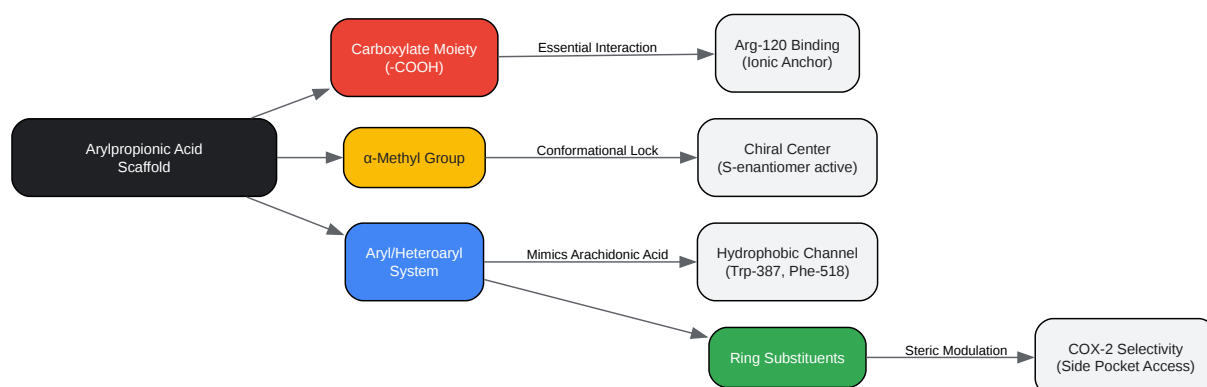 Carboxylate Moiety
(-COOH)
Essential Interaction
Arg-120 Binding
(Ionic Anchor)
Arylpropionic Acid
Scaffold
α-Methyl Group
Conformational Lock
Chiral Center
(S-enantiomer active)
Aryl/Heteroaryl
System
Mimics Arachidonic Acid
Hydrophobic Channel
(Trp-387, Phe-518)
Ring Substituents
Steric Modulation
COX-2 Selectivity
(Side Pocket Access)